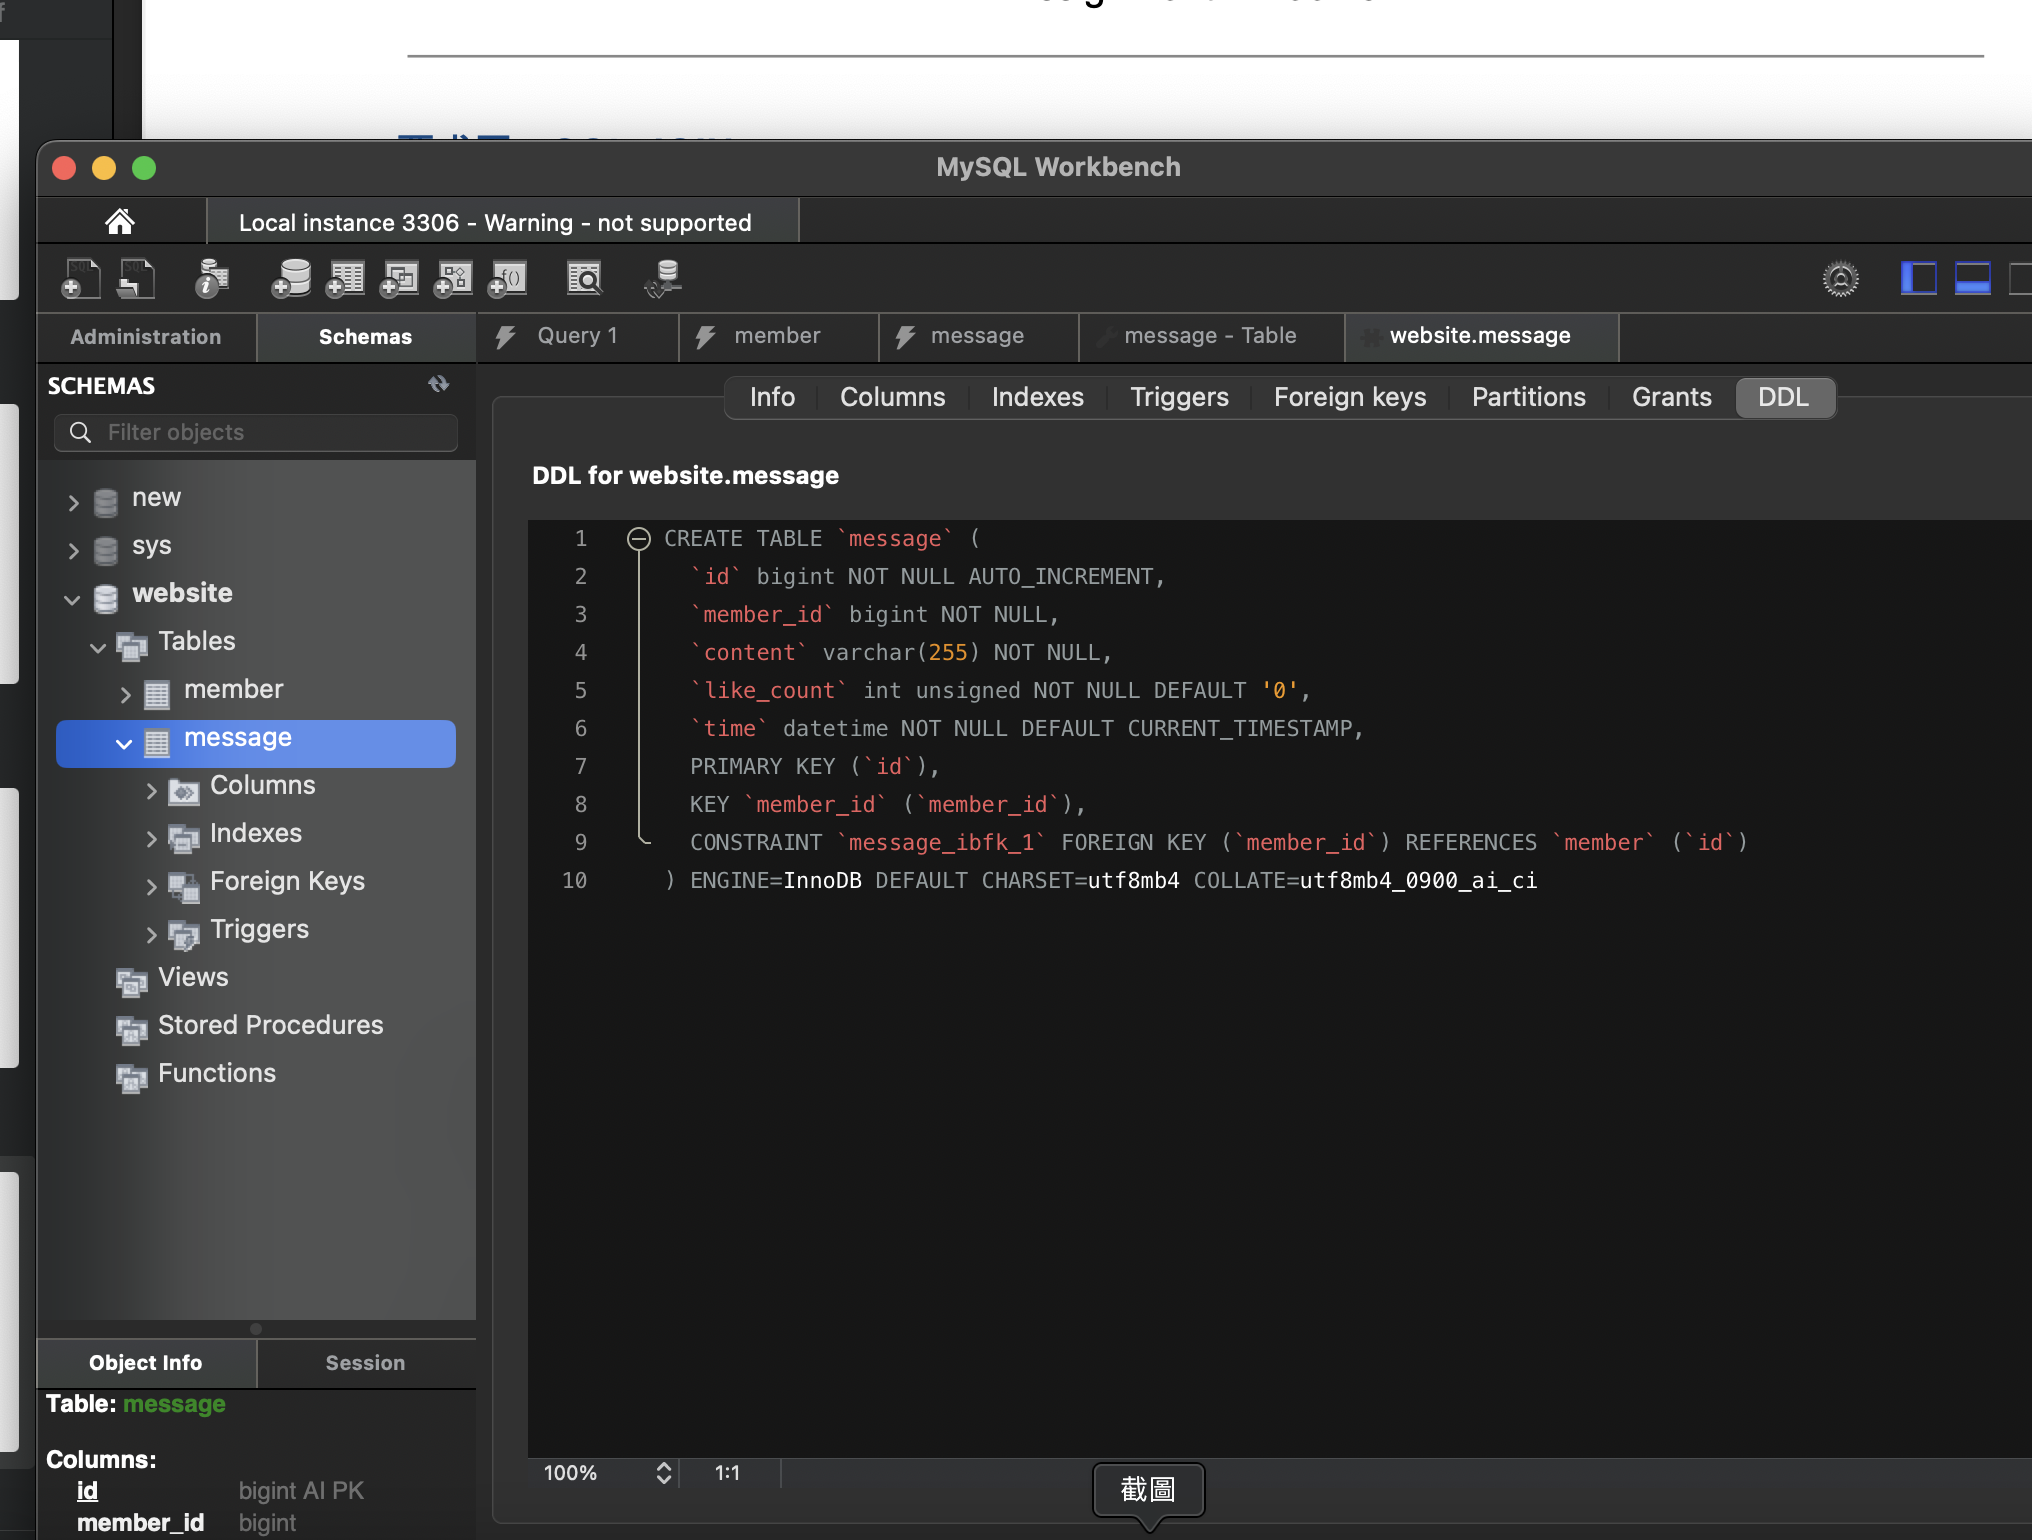 MySQL Workbench
Local instance 3306 - Warning - not supported
Administration
Schemas
Query 1
member
message
message - Table
website.message
SCHEMAS
Filter objects
new
sys
website
Tables
member
message
Columns
Indexes
Foreign Keys
Triggers
Views
Stored Procedures
Functions
Info
Columns
Indexes
Triggers
Foreign keys
Partitions
Grants
DDL
DDL for website.message
1 CREATE TABLE `message` (
2 `id` bigint NOT NULL AUTO_INCREMENT,
3 `member_id` bigint NOT NULL,
4 `content` varchar(255) NOT NULL,
5 `like_count` int unsigned NOT NULL DEFAULT '0',
6 `time` datetime NOT NULL DEFAULT CURRENT_TIMESTAMP,
7 PRIMARY KEY (`id`),
8 KEY `member_id` (`member_id`),
9 CONSTRAINT `message_ibfk_1` FOREIGN KEY (`member_id`) REFERENCES `member` (`id`)
10 ) ENGINE=InnoDB DEFAULT CHARSET=utf8mb4 COLLATE=utf8mb4_0900_ai_ci
Object Info
Session
Table: message
Columns:
id bigint AI PK
member_id bigint
100%
1:1
截圖